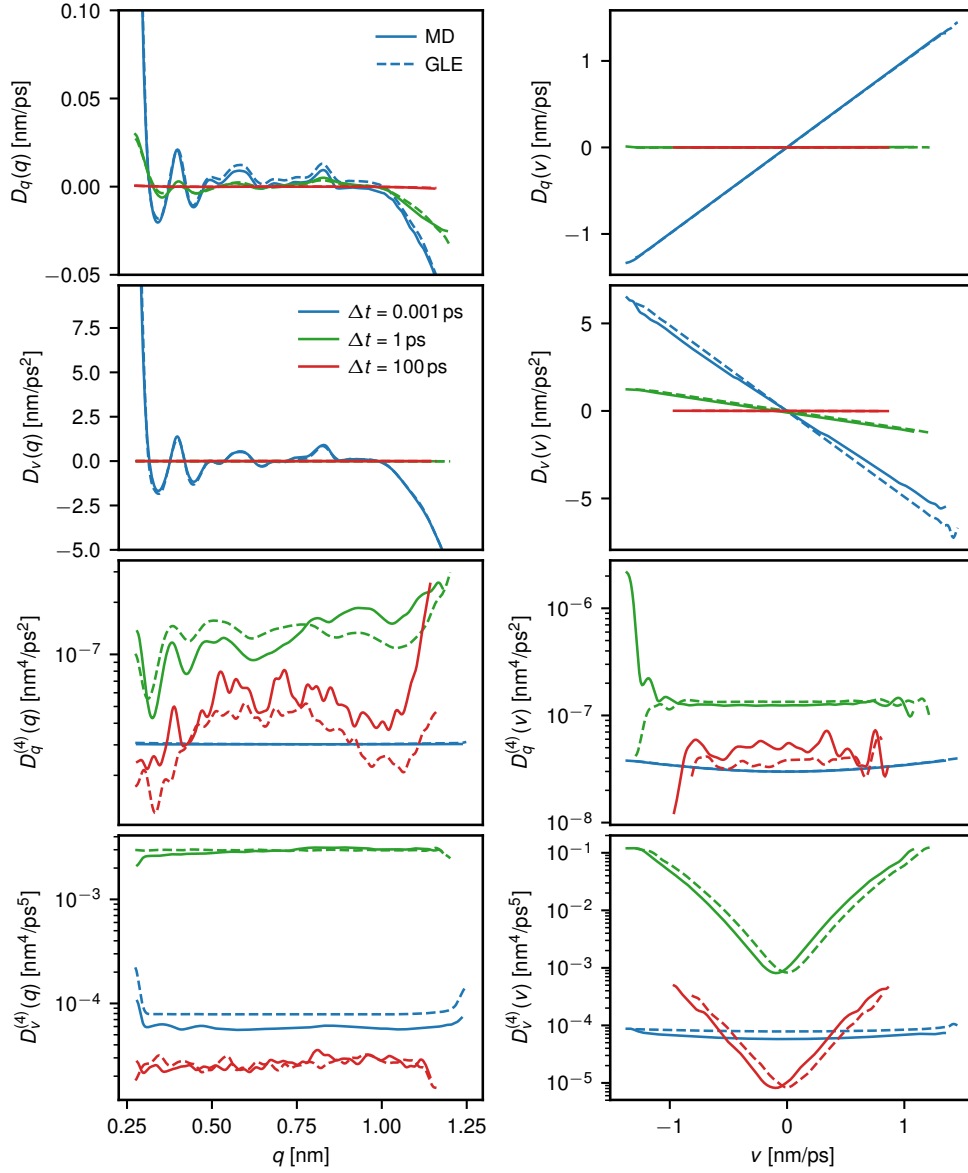 0.10
0.05
0.00
−0.05
D_q(q) [nm/ps]
MD
GLE
1
0
−1
D_q(v) [nm/ps]
7.5
5.0
2.5
0.0
−2.5
−5.0
D_v(q) [nm/ps²]
Δt = 0.001 ps
Δt = 1 ps
Δt = 100 ps
5
0
−5
D_v(v) [nm/ps²]
10⁻⁷
D_q⁽⁴⁾(q) [nm⁴/ps²]
10⁻⁶
10⁻⁷
10⁻⁸
D_q⁽⁴⁾(v) [nm⁴/ps²]
10⁻³
10⁻⁴
D_v⁽⁴⁾(q) [nm⁴/ps⁵]
0.25 0.50 0.75 1.00 1.25
q [nm]
10⁻¹
10⁻²
10⁻³
10⁻⁴
10⁻⁵
D_v⁽⁴⁾(v) [nm⁴/ps⁵]
−1 0 1
v [nm/ps]